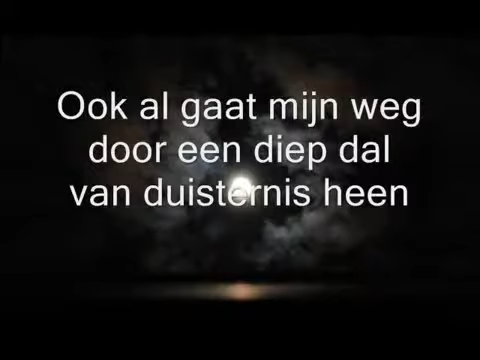 Ook al gaat mijn weg
door een diep dal
van duisternis heen